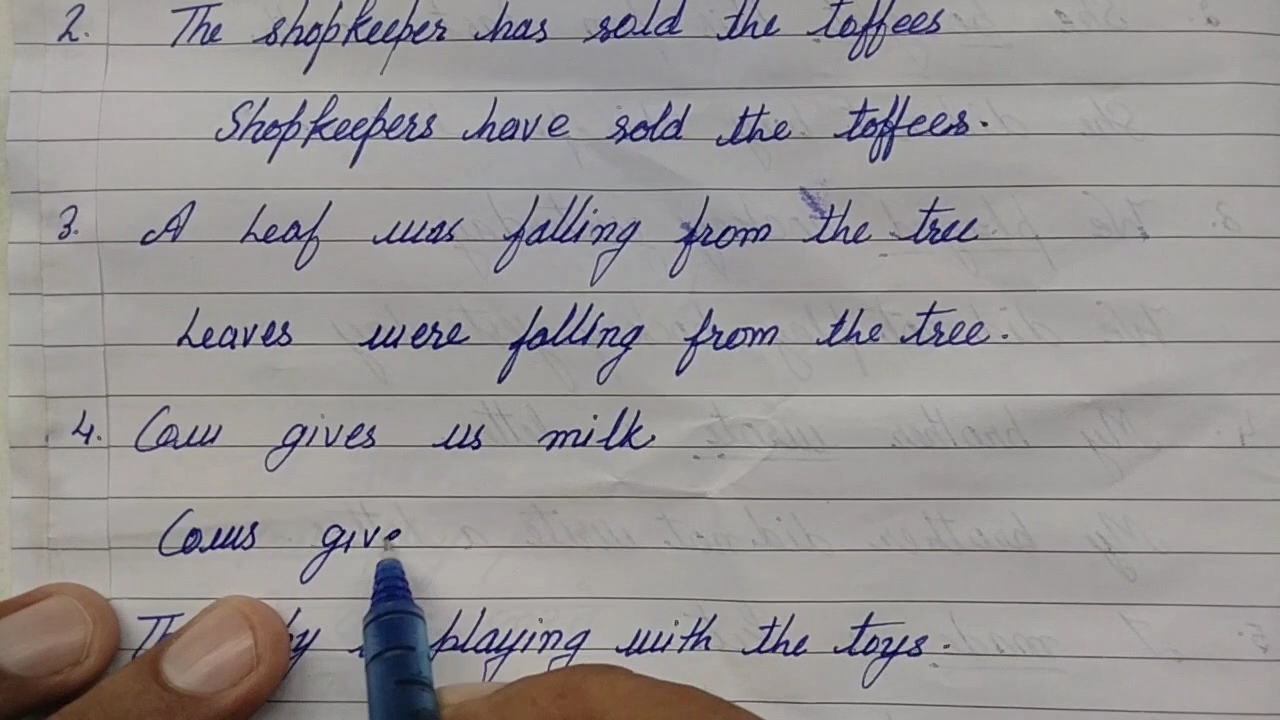 2. The shopkeeper has sold the toffees
Shopkeepers have sold the toffees.
3. A Leaf was falling from the tree
Leaves were falling from the tree.
4. Cow gives us milk
Cows give
playing with the toys.